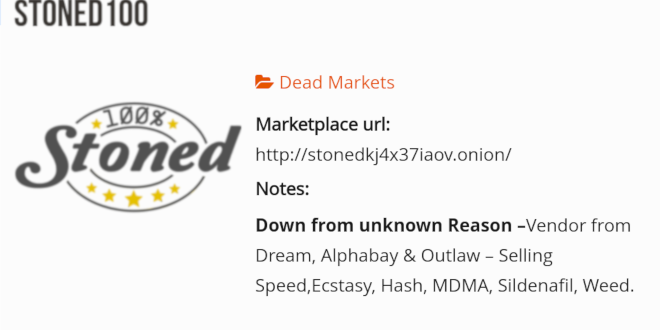 STONED100
Dead Markets
100%
Stoned
Marketplace url:
http://stonedkj4x37iaov.onion/
Notes:
Down from unknown Reason –Vendor from
Dream, Alphabay & Outlaw – Selling
Speed,Ecstasy, Hash, MDMA, Sildenafil, Weed.